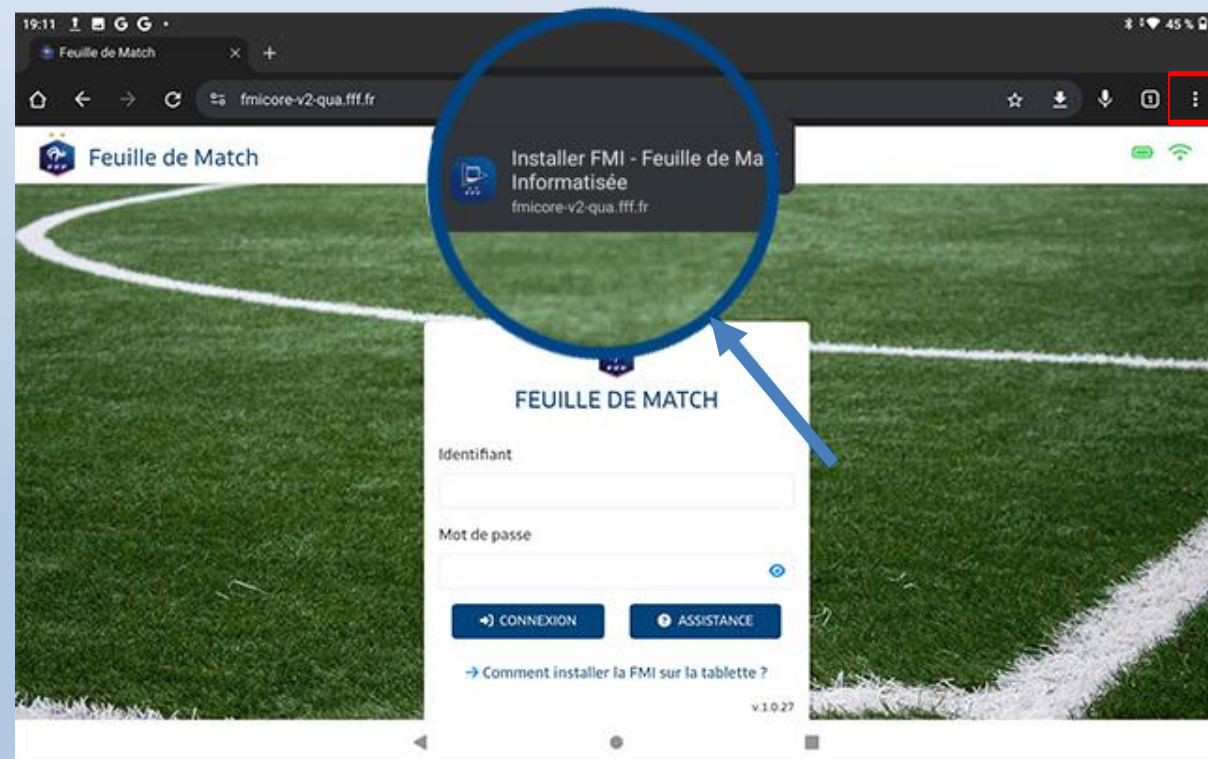 19:11 G G
45 %
Feuille de Match
fmicore-v2-qua.fff.fr
1
Feuille de Match
Installer FMI - Feuille de Ma
Informatisée
fmicore-v2-qua.fff.fr
FEUILLE DE MATCH
Identifiant
Mot de passe
CONNEXION
ASSISTANCE
Comment installer la FMI sur la tablette ?
v.1.0.27